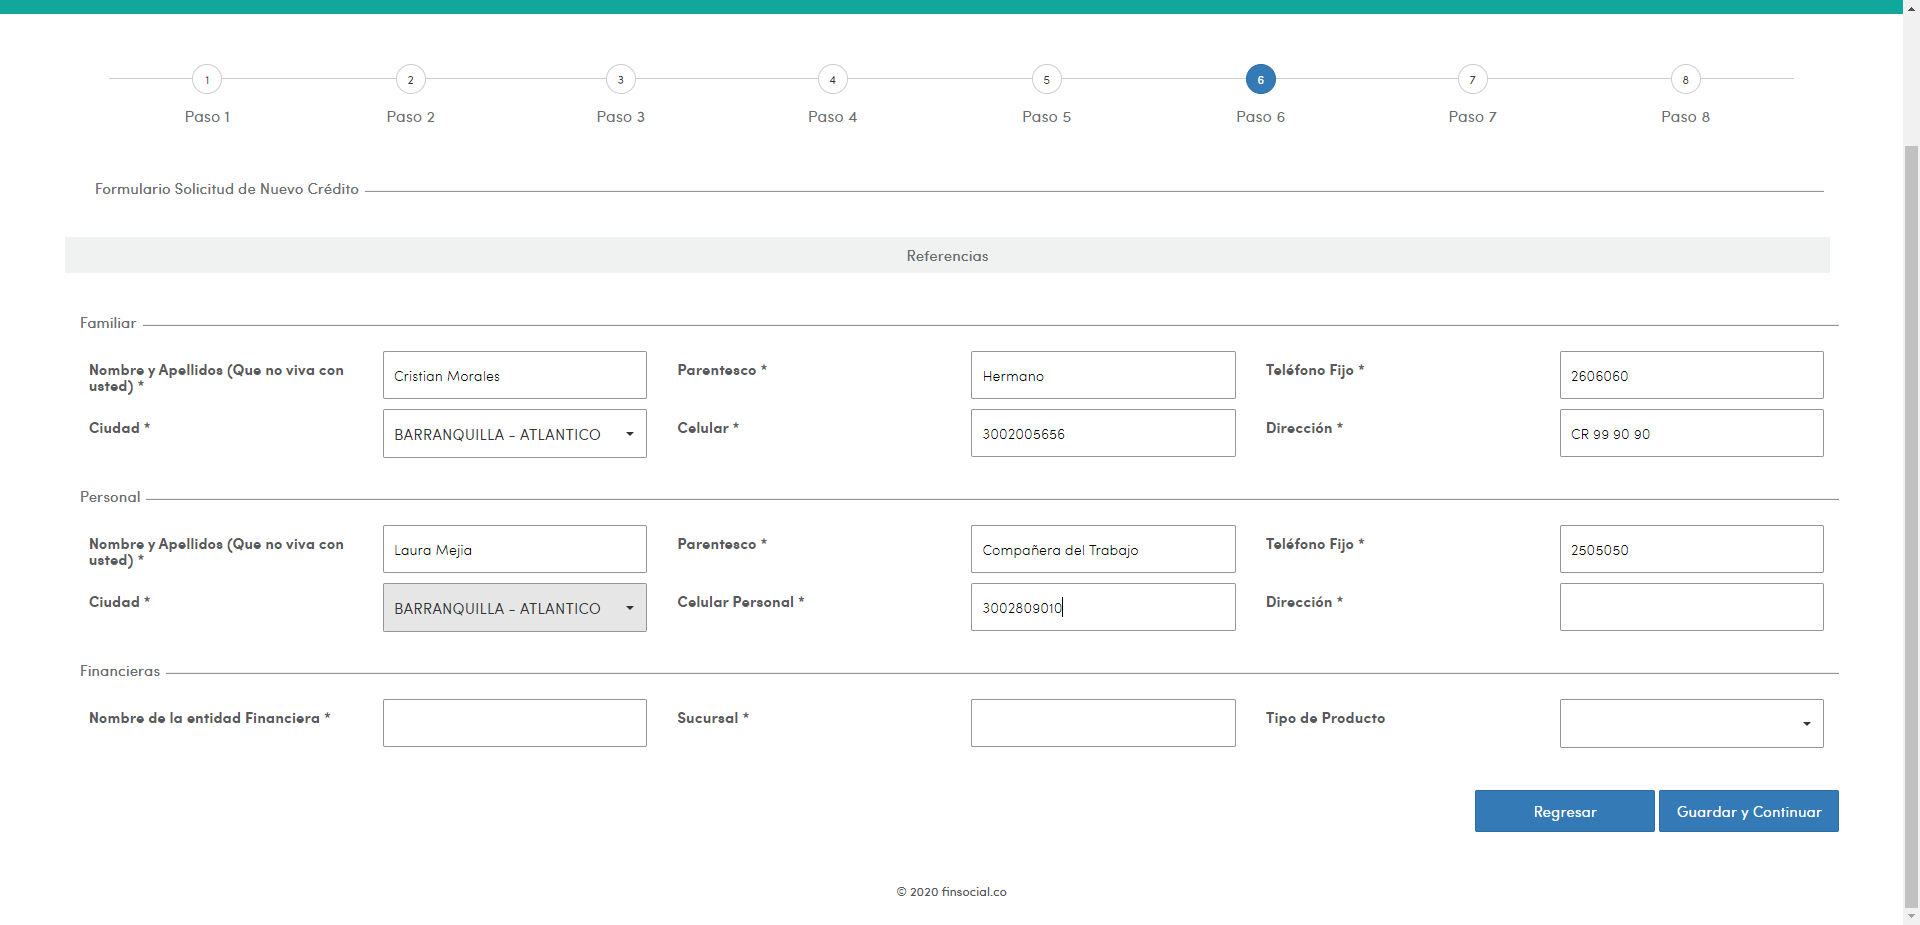 1 2 3 4 5 6 7 8
Paso 1 Paso 2 Paso 3 Paso 4 Paso 5 Paso 6 Paso 7 Paso 8
Formulario Solicitud de Nuevo Crédito
Referencias
Familiar
Nombre y Apellidos (Que no viva con
usted) *
Cristian Morales
Parentesco *
Hermano
Teléfono Fijo *
2606060
Ciudad *
BARRANQUILLA - ATLANTICO
Celular *
3002005656
Dirección *
CR 99 90 90
Personal
Nombre y Apellidos (Que no viva con
usted) *
Laura Mejia
Parentesco *
Compañera del Trabajo
Teléfono Fijo *
2505050
Ciudad *
BARRANQUILLA - ATLANTICO
Celular Personal *
3002809010
Dirección *
Financieras
Nombre de la entidad Financiera *
Sucursal *
Tipo de Producto
Regresar
Guardar y Continuar
© 2020 finsocial.co